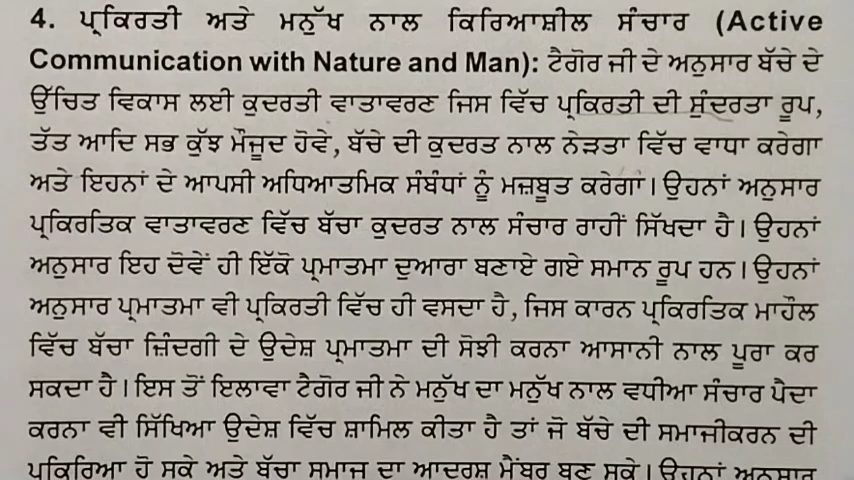 4. ਪ੍ਰਕਿਰਤੀ ਅਤੇ ਮਨੁੱਖ ਨਾਲ ਕਿਰਿਆਸ਼ੀਲ ਸੰਚਾਰ (Active
Communication with Nature and Man): ਟੈਗੋਰ ਜੀ ਦੇ ਅਨੁਸਾਰ ਬੱਚੇ ਦੇ
ਉੱਚਿਤ ਵਿਕਾਸ ਲਈ ਕੁਦਰਤੀ ਵਾਤਾਵਰਣ ਜਿਸ ਵਿੱਚ ਪ੍ਰਕਿਰਤੀ ਦੀ ਸੁੰਦਰਤਾ ਰੂਪ,
ਤੱਤ ਆਦਿ ਸਭ ਕੁੱਝ ਮੌਜੂਦ ਹੋਵੇ, ਬੱਚੇ ਦੀ ਕੁਦਰਤ ਨਾਲ ਨੇੜਤਾ ਵਿੱਚ ਵਾਧਾ ਕਰੇਗਾ
ਅਤੇ ਇਹਨਾਂ ਦੇ ਆਪਸੀ ਅਧਿਆਤਮਿਕ ਸੰਬੰਧਾਂ ਨੂੰ ਮਜ਼ਬੂਤ ਕਰੇਗਾ। ਉਹਨਾਂ ਅਨੁਸਾਰ
ਪ੍ਰਕਿਰਤਿਕ ਵਾਤਾਵਰਣ ਵਿੱਚ ਬੱਚਾ ਕੁਦਰਤ ਨਾਲ ਸੰਚਾਰ ਰਾਹੀਂ ਸਿੱਖਦਾ ਹੈ। ਉਹਨਾਂ
ਅਨੁਸਾਰ ਇਹ ਦੋਵੇਂ ਹੀ ਇੱਕੋ ਪ੍ਰਮਾਤਮਾ ਦੁਆਰਾ ਬਣਾਏ ਗਏ ਸਮਾਨ ਰੂਪ ਹਨ। ਉਹਨਾਂ
ਅਨੁਸਾਰ ਪ੍ਰਮਾਤਮਾ ਵੀ ਪ੍ਰਕਿਰਤੀ ਵਿੱਚ ਹੀ ਵਸਦਾ ਹੈ, ਜਿਸ ਕਾਰਨ ਪ੍ਰਕਿਰਤਿਕ ਮਾਹੌਲ
ਵਿੱਚ ਬੱਚਾ ਜ਼ਿੰਦਗੀ ਦੇ ਉਦੇਸ਼ ਪ੍ਰਮਾਤਮਾ ਦੀ ਸੋਝੀ ਕਰਨਾ ਆਸਾਨੀ ਨਾਲ ਪੂਰਾ ਕਰ
ਸਕਦਾ ਹੈ। ਇਸ ਤੋਂ ਇਲਾਵਾ ਟੈਗੋਰ ਜੀ ਨੇ ਮਨੁੱਖ ਦਾ ਮਨੁੱਖ ਨਾਲ ਵਧੀਆ ਸੰਚਾਰ ਪੈਦਾ
ਕਰਨਾ ਵੀ ਸਿੱਖਿਆ ਉਦੇਸ਼ ਵਿੱਚ ਸ਼ਾਮਿਲ ਕੀਤਾ ਹੈ ਤਾਂ ਜੋ ਬੱਚੇ ਦੀ ਸਮਾਜੀਕਰਨ ਦੀ
ਪ੍ਰਕਿਰਿਆ ਹੋ ਸਕੇ ਅਤੇ ਬੱਚਾ ਸਮਾਜ ਦਾ ਆਦਰਸ਼ ਮੈਂਬਰ ਬਣ ਸਕੇ। ਉਹਨਾਂ ਅਨੁਸਾਰ